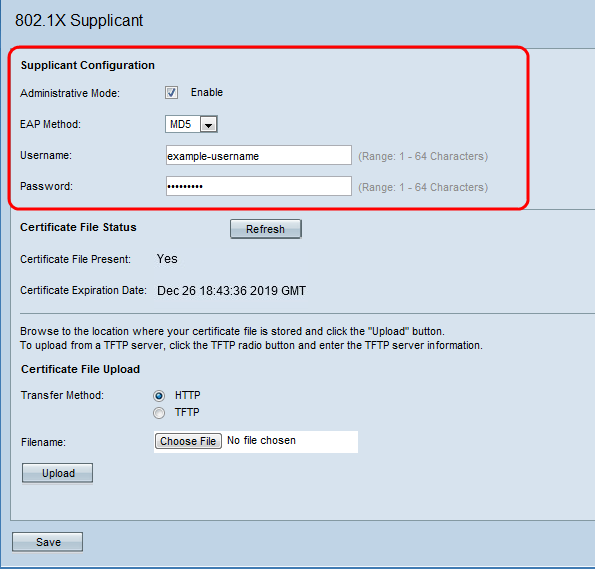 802.1X Supplicant
Supplicant Configuration
Administrative Mode: Enable
EAP Method: MD5
Username: example-username (Range: 1 - 64 Characters)
Password: ••••••••• (Range: 1 - 64 Characters)
Certificate File Status Refresh
Certificate File Present: Yes
Certificate Expiration Date: Dec 26 18:43:36 2019 GMT
Browse to the location where your certificate file is stored and click the "Upload" button.
To upload from a TFTP server, click the TFTP radio button and enter the TFTP server information.
Certificate File Upload
Transfer Method: HTTP
TFTP
Filename: Choose File No file chosen
Upload
Save